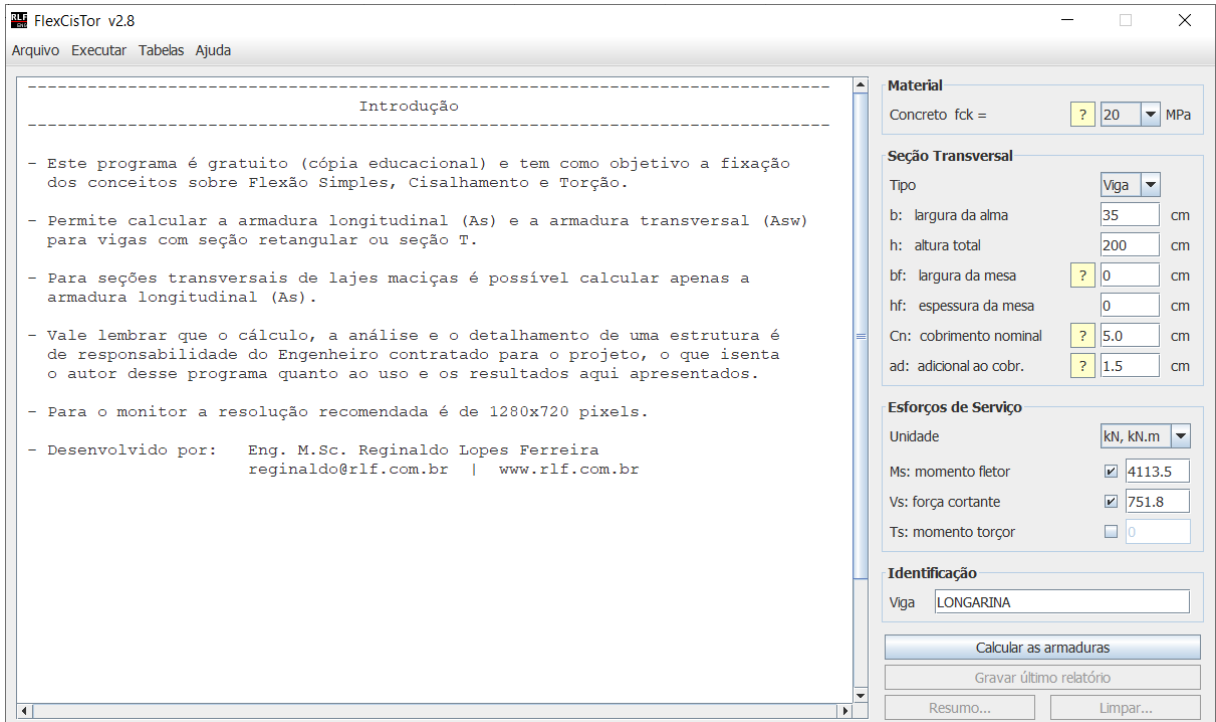 RLF ENG FlexCisTor v2.8
Arquivo Executar Tabelas Ajuda
Introdução
- Este programa é gratuito (cópia educacional) e tem como objetivo a fixação
dos conceitos sobre Flexão Simples, Cisalhamento e Torção.
- Permite calcular a armadura longitudinal (As) e a armadura transversal (Asw)
para vigas com seção retangular ou seção T.
- Para seções transversais de lajes maciças é possível calcular apenas a
armadura longitudinal (As).
- Vale lembrar que o cálculo, a análise e o detalhamento de uma estrutura é
de responsabilidade do Engenheiro contratado para o projeto, o que isenta
o autor desse programa quanto ao uso e os resultados aqui apresentados.
- Para o monitor a resolução recomendada é de 1280x720 pixels.
- Desenvolvido por: Eng. M.Sc. Reginaldo Lopes Ferreira
reginaldo@rlf.com.br | www.rlf.com.br
Material
Concreto fck = ? 20 MPa
Seção Transversal
Tipo Viga
b: largura da alma 35 cm
h: altura total 200 cm
bf: largura da mesa ? 0 cm
hf: espessura da mesa 0 cm
Cn: cobrimento nominal ? 5.0 cm
ad: adicional ao cobr. ? 1.5 cm
Esforços de Serviço
Unidade kN, kN.m
Ms: momento fletor 4113.5
Vs: força cortante 751.8
Ts: momento torçor 0
Identificação
Viga LONGARINA
Calcular as armaduras
Gravar último relatório
Resumo... Limpar...